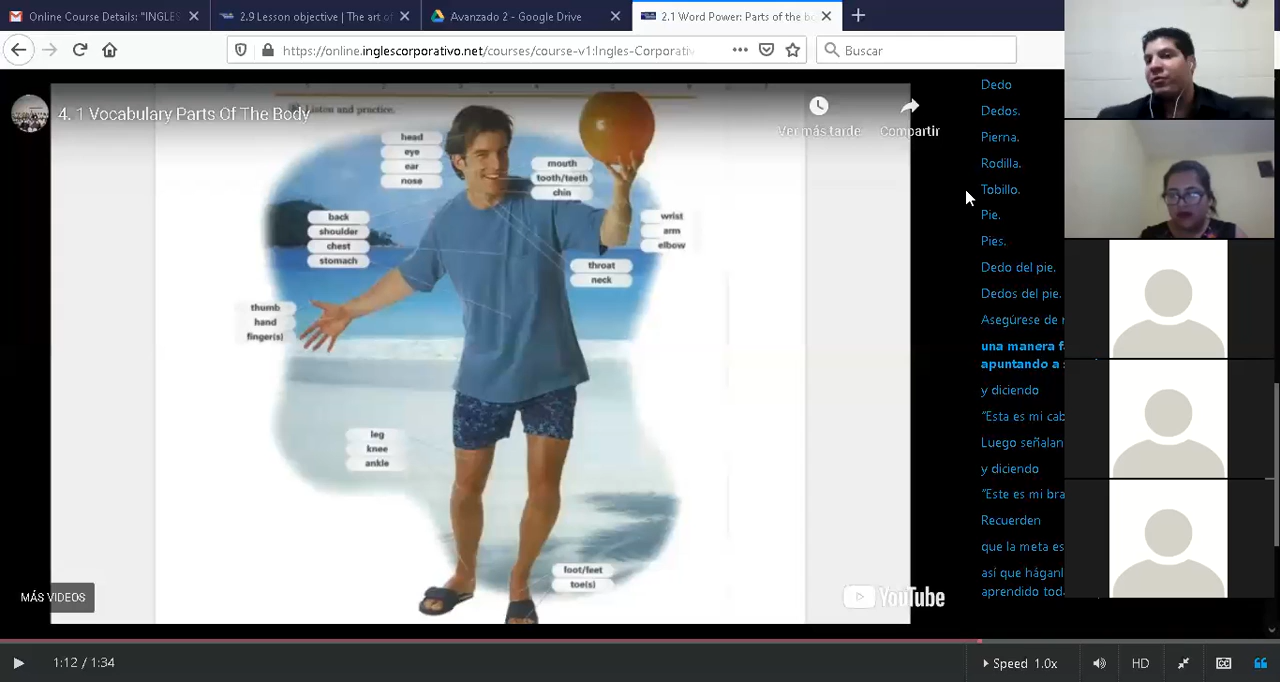 Online Course Details: "INGLES
2.9 Lesson objective | The art of
Avanzado 2 - Google Drive
2.1 Word Power: Parts of the bo
https://online.inglescorporativo.net/courses/course-v1:Ingles-Corporativ
Buscar
4. 1 Vocabulary Parts Of The Body
Listen and practice.
Ver más tarde
Compartir
head
eye
ear
nose
mouth
tooth/teeth
chin
back
shoulder
chest
stomach
wrist
arm
elbow
throat
neck
thumb
hand
finger(s)
leg
knee
ankle
foot/feet
toe(s)
MÁS VIDEOS
YouTube
Dedo
Dedos.
Pierna.
Rodilla.
Tobillo.
Pie.
Pies.
Dedo del pie.
Dedos del pie.
Asegúrese de
una manera
apuntando a
y diciendo
"Esta es mi cab
Luego señalan
y diciendo
"Este es mi bra
Recuerden
que la meta es
así que háganl
aprendido tod
1:12 / 1:34
Speed 1.0x
HD
CC